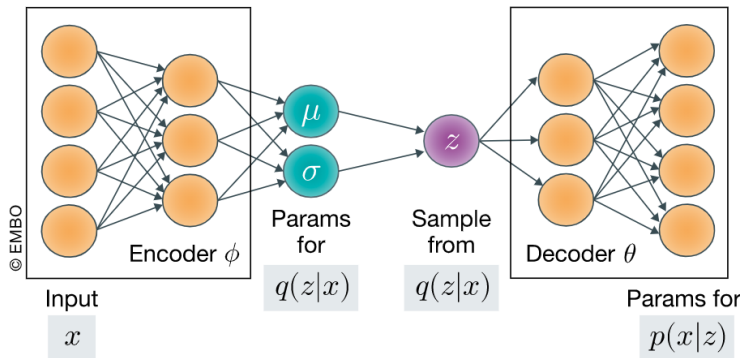 μ
σ
z
© EMBO
Encoder ϕ
Decoder θ
Params
for
q(z|x)
Sample
from
q(z|x)
Input
x
Params for
p(x|z)